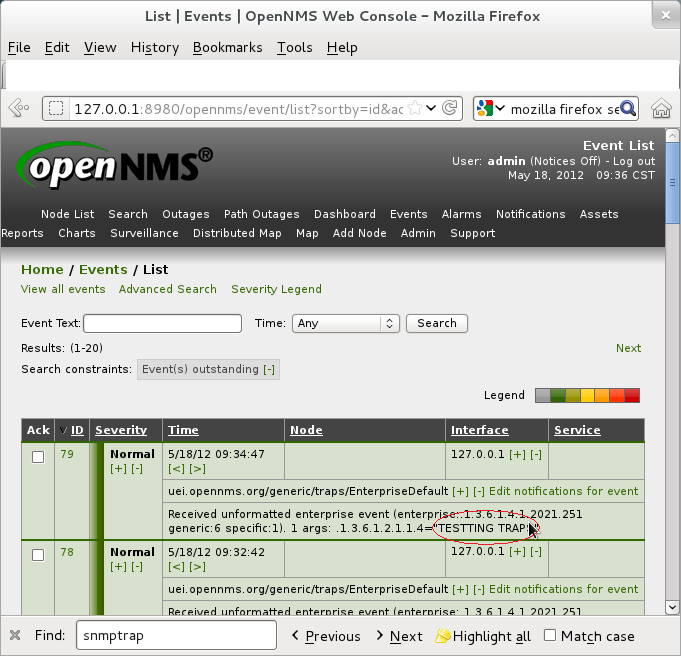 List | Events | OpenNMS Web Console - Mozilla Firefox
File Edit View History Bookmarks Tools Help
127.0.0.1:8980/opennms/event/list?sortby=id&ac
mozilla firefox se
openNMS®
Event List
User: admin (Notices Off) - Log out
May 18, 2012 09:36 CST
Node List Search Outages Path Outages Dashboard Events Alarms Notifications Assets
Reports Charts Surveillance Distributed Map Map Add Node Admin Support
Home / Events / List
View all events Advanced Search Severity Legend
Event Text: Time: Any Search
Results: (1-20) Next
Search constraints: Event(s) outstanding [-]
Legend
Ack ID Severity Time Node Interface Service
79 Normal 5/18/12 09:34:47 127.0.0.1 [+] [-]
[+] [-] [<] [>]
uei.opennms.org/generic/traps/EnterpriseDefault [+] [-] Edit notifications for event
Received unformatted enterprise event (enterprise:.1.3.6.1.4.1.2021.251
generic:6 specific:1). 1 args: .1.3.6.1.2.1.1.4="TESTTING TRAP!"
78 Normal 5/18/12 09:32:42 127.0.0.1 [+] [-]
[+] [-] [<] [>]
uei.opennms.org/generic/traps/EnterpriseDefault [+] [-] Edit notifications for event
Received unformatted enterprise event (enterprise:.1.3.6.1.4.1.2021.251
Find: snmptrap Previous Next Highlight all Match case